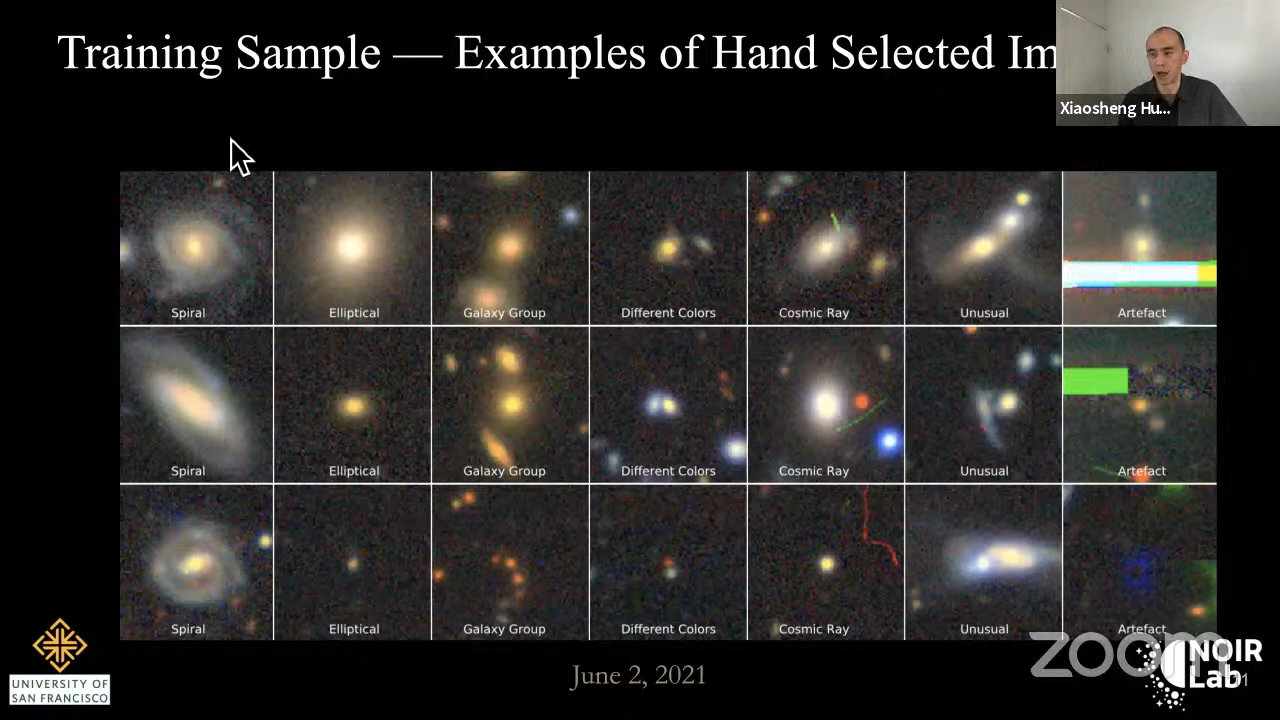 Training Sample — Examples of Hand Selected Im
Xiaosheng Hu...
Spiral Elliptical Galaxy Group Different Colors Cosmic Ray Unusual Artefact
Spiral Elliptical Galaxy Group Different Colors Cosmic Ray Unusual Artefact
Spiral Elliptical Galaxy Group Different Colors Cosmic Ray Unusual Artefact
zoom
UNIVERSITY OF
SAN FRANCISCO
June 2, 2021
NOIR
Lab